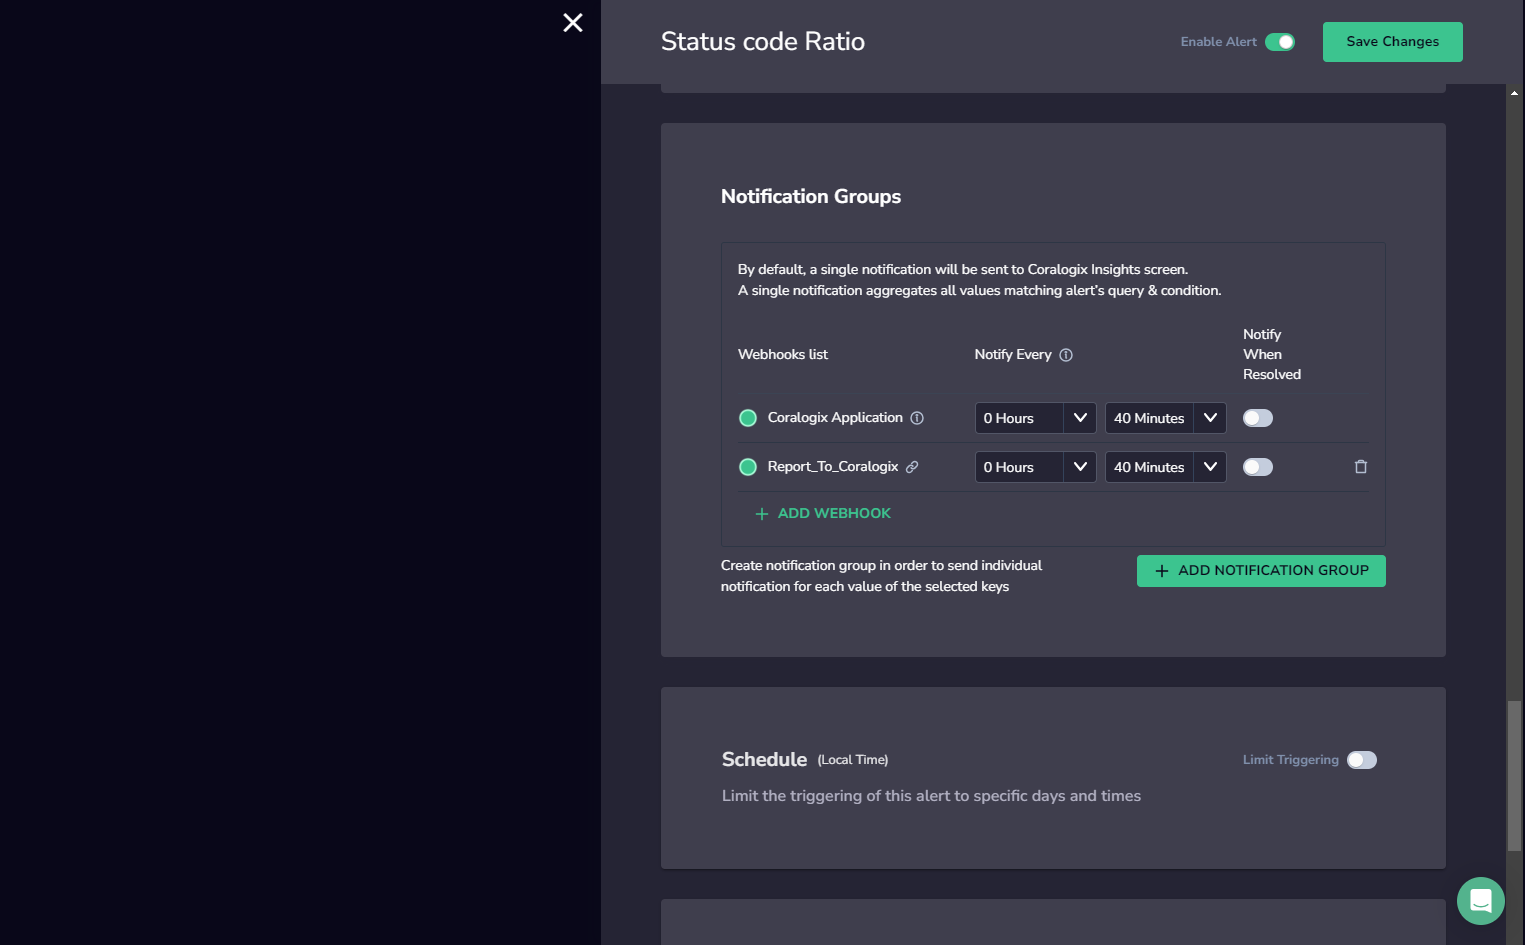 Status code Ratio
Enable Alert
Save Changes
Notification Groups
By default, a single notification will be sent to Coralogix Insights screen.
A single notification aggregates all values matching alert's query & condition.
Webhooks list
Notify Every
Notify
When
Resolved
Coralogix Application
0 Hours
40 Minutes
Report_To_Coralogix
0 Hours
40 Minutes
ADD WEBHOOK
Create notification group in order to send individual
notification for each value of the selected keys
ADD NOTIFICATION GROUP
Schedule (Local Time)
Limit Triggering
Limit the triggering of this alert to specific days and times